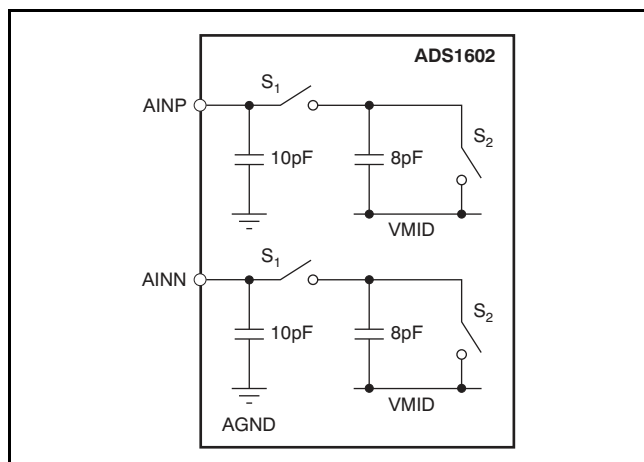 ADS1602
S1
AINP
S2
10pF
8pF
VMID
S1
AINN
S2
10pF
8pF
VMID
AGND